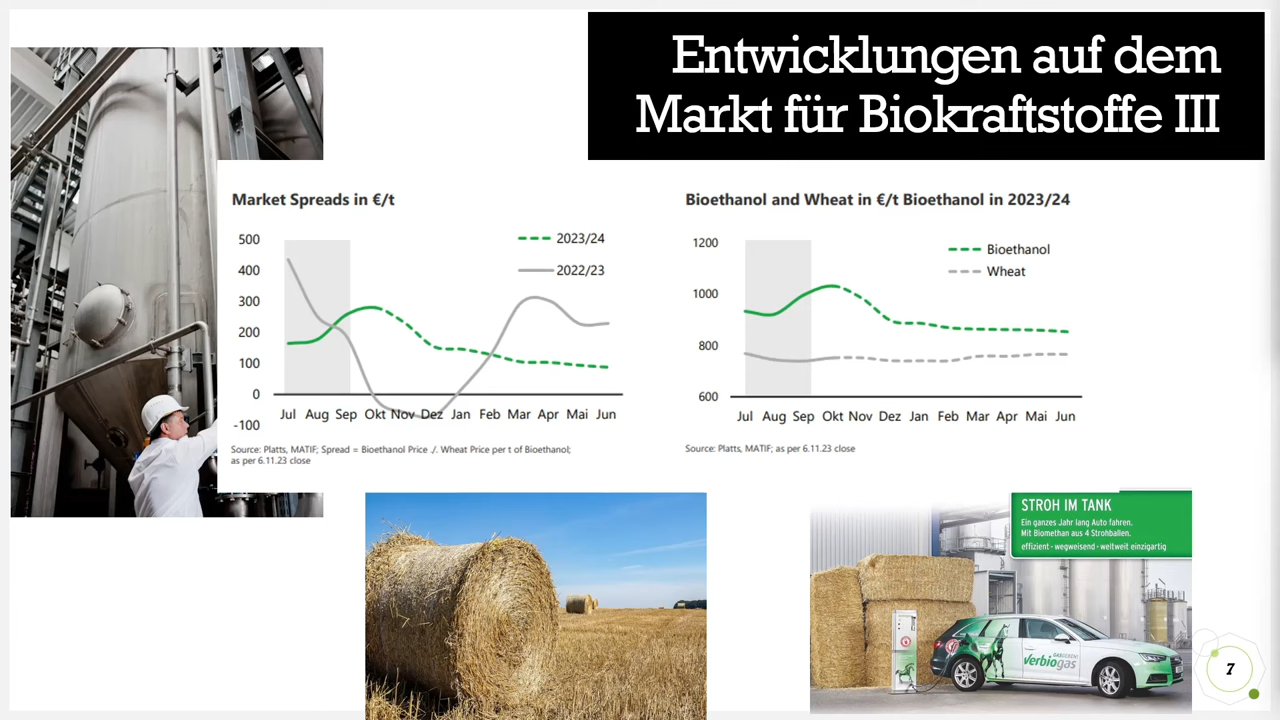 Entwicklungen auf dem
Markt für Biokraftstoffe III
Market Spreads in €/t
500
400
300
200
100
0
-100
2023/24
2022/23
Jul Aug Sep Okt Nov Dez Jan Feb Mar Apr Mai Jun
Source: Platts, MATIF; Spread = Bioethanol Price ./. Wheat Price per t of Bioethanol;
as per 6.11.23 close
Bioethanol and Wheat in €/t Bioethanol in 2023/24
1200
1000
800
600
Bioethanol
Wheat
Jul Aug Sep Okt Nov Dez Jan Feb Mar Apr Mai Jun
Source: Platts, MATIF; as per 6.11.23 close
STROH IM TANK
Ein ganzes Jahr lang Auto fahren.
Mit Biomethan aus 4 Strohballen.
effizient · wegweisend · weltweit einzigartig
verbiogas
7